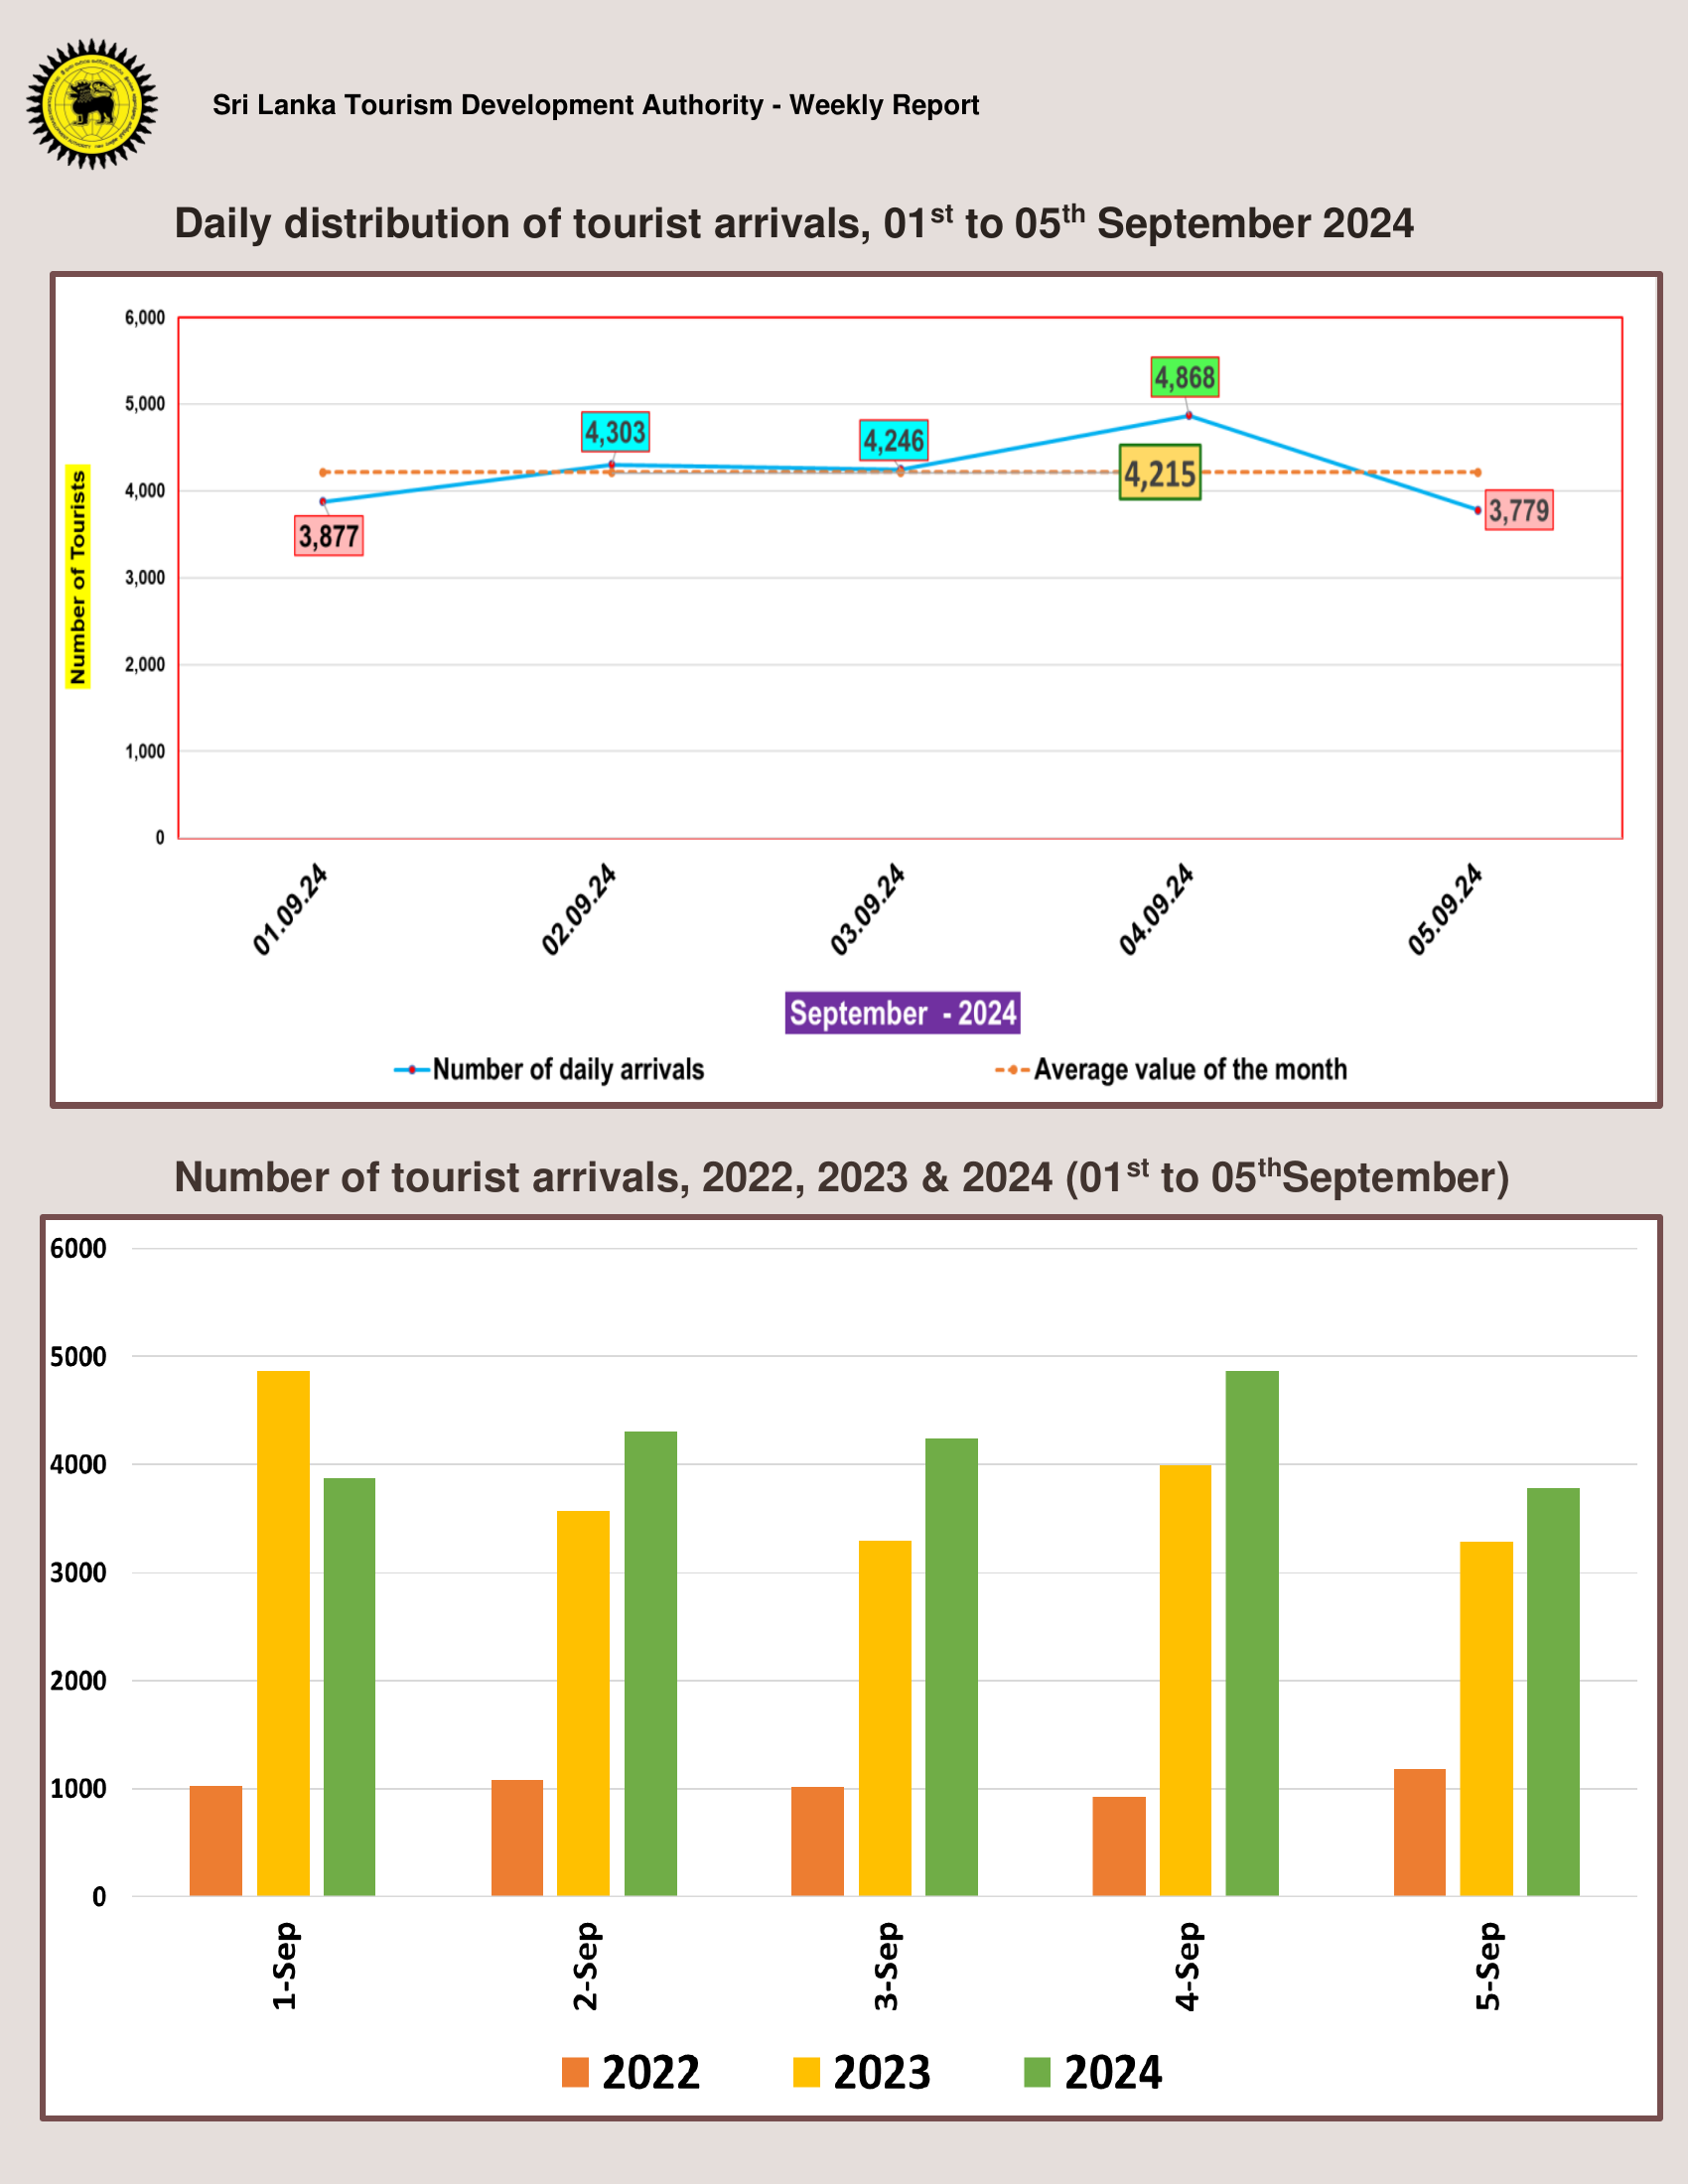 Sri Lanka Tourism Development Authority - Weekly Report
Daily distribution of tourist arrivals, 01st to 05th September 2024
6,000
5,000
4,000
3,000
2,000
1,000
0
Number of Tourists
3,877
4,303
4,246
4,868
4,215
3,779
01.09.24
02.09.24
03.09.24
04.09.24
05.09.24
September - 2024
Number of daily arrivals
Average value of the month
Number of tourist arrivals, 2022, 2023 & 2024 (01st to 05thSeptember)
6000
5000
4000
3000
2000
1000
0
1-Sep
2-Sep
3-Sep
4-Sep
5-Sep
2022
2023
2024